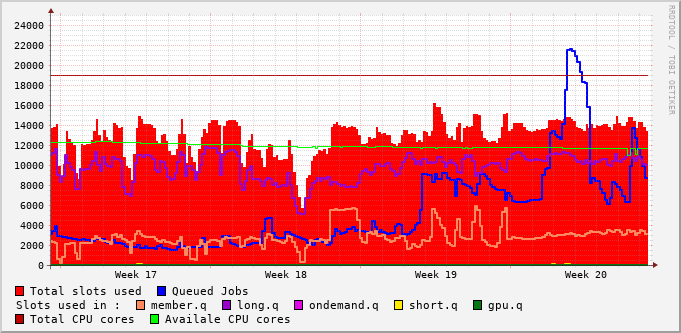 24000
22000
20000
18000
16000
14000
12000
10000
8000
6000
4000
2000
0
Week 17 Week 18 Week 19 Week 20
Total slots used Queued Jobs
Slots used in : member.q long.q ondemand.q short.q gpu.q
Total CPU cores Availale CPU cores
RRDTOOL / TOBI OETIKER